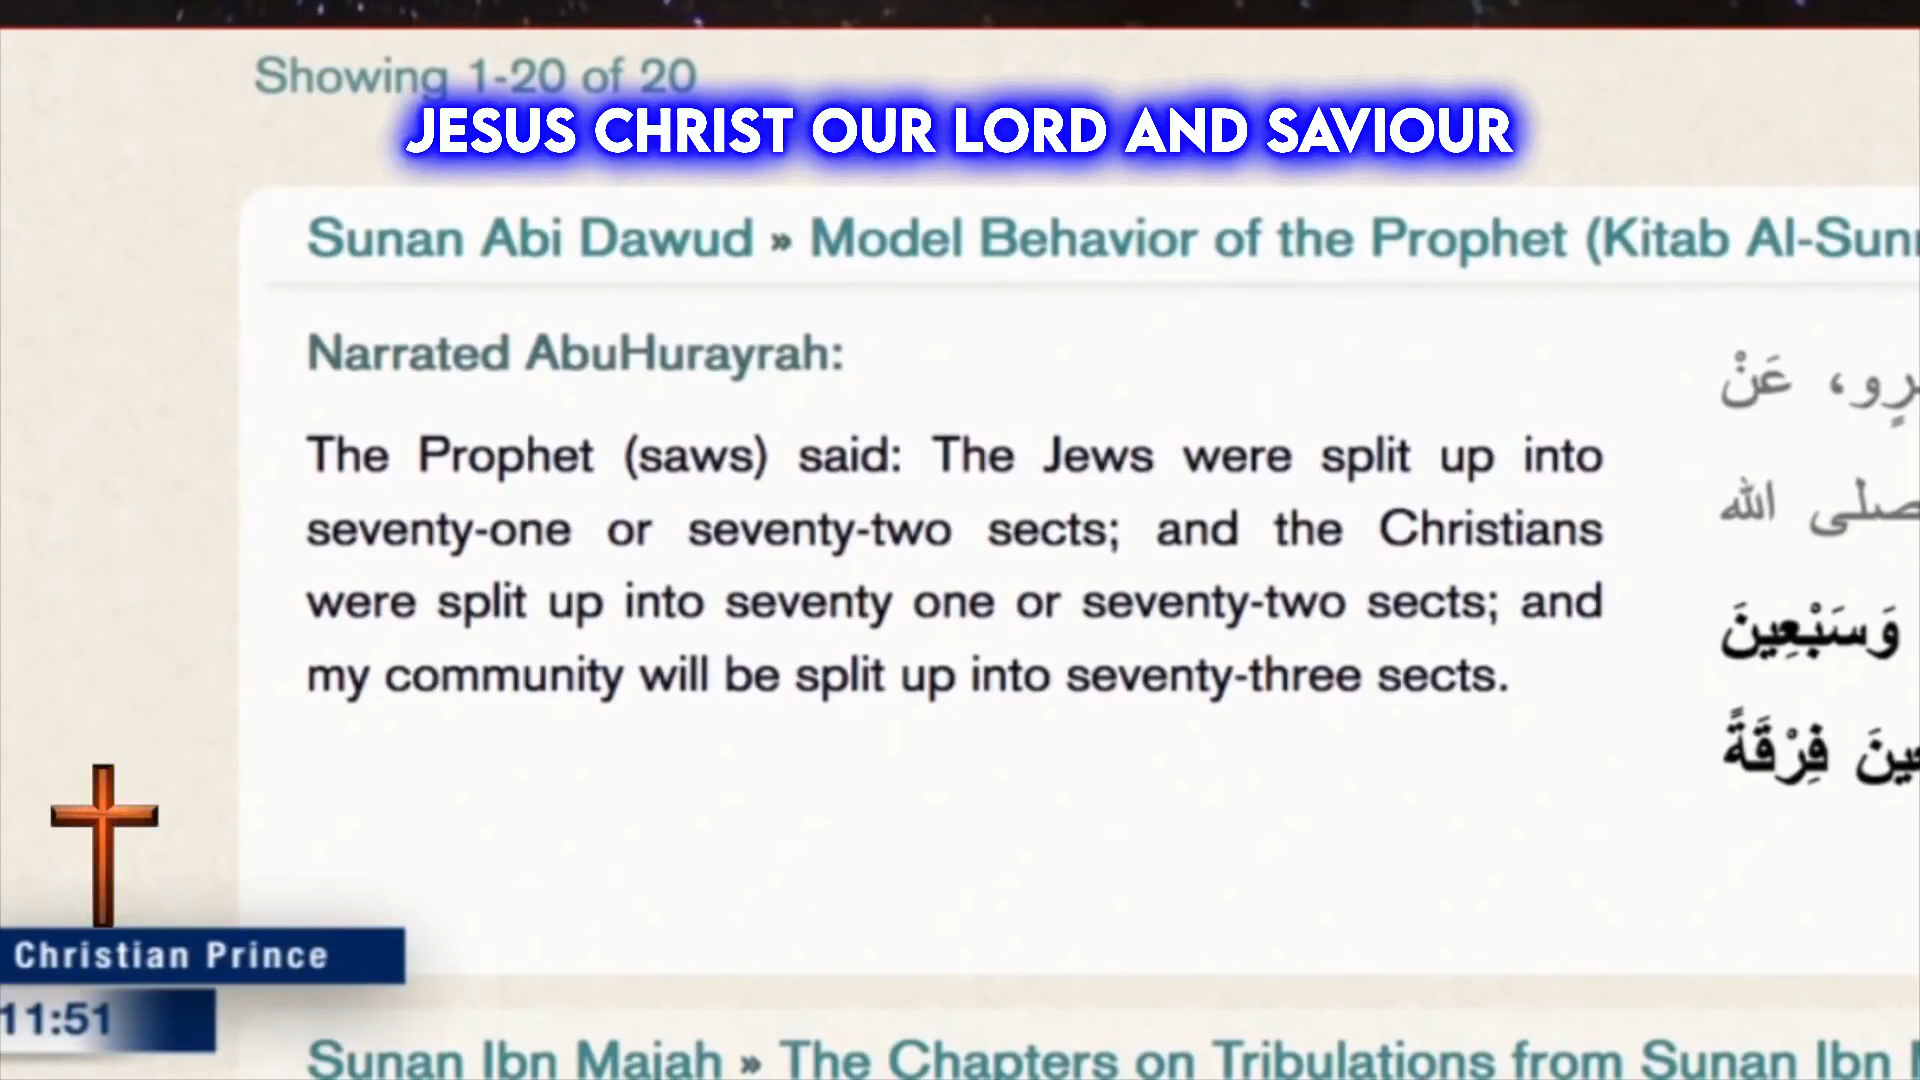 Showing 1-20 of 20
JESUS CHRIST OUR LORD AND SAVIOUR
Sunan Abi Dawud » Model Behavior of the Prophet (Kitab Al-Sunn
Narrated AbuHurayrah:
The Prophet (saws) said: The Jews were split up into
seventy-one or seventy-two sects; and the Christians
were split up into seventy one or seventy-two sects; and
my community will be split up into seventy-three sects.
عَنْ
صلى الله
وَسَبْعِينَ
فِرْقَةً
Christian Prince
11:51
Sunan Ibn Majah » The Chapters on Tribulations from Sunan Ibn